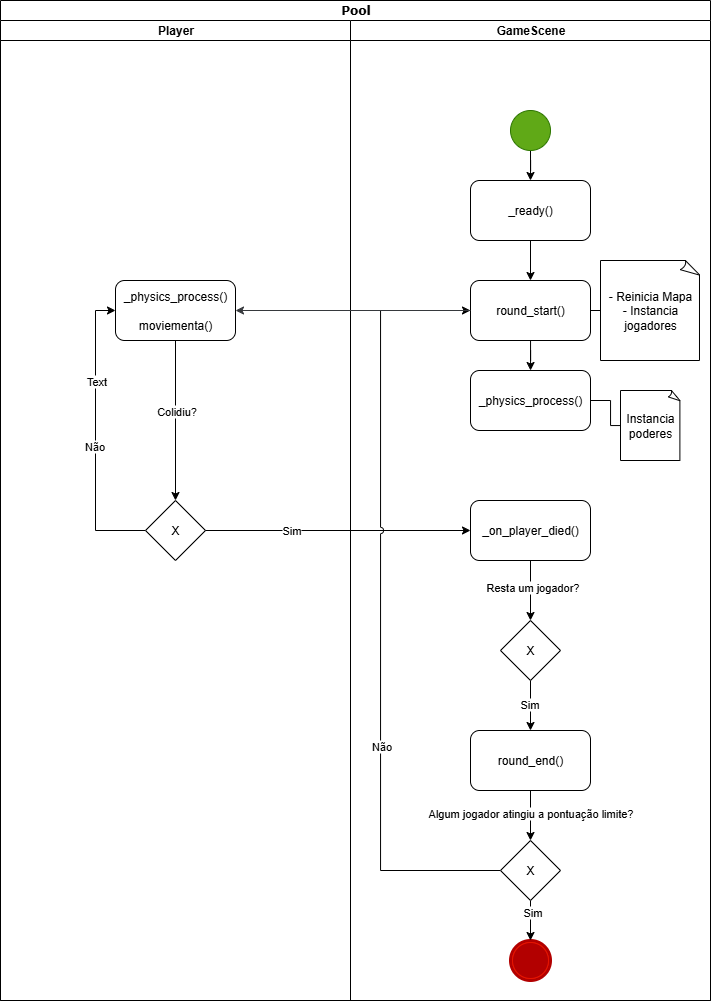 Pool
Player
GameScene
_ready()
_physics_process()
moviementa()
round_start()
- Reinicia Mapa
- Instancia
jogadores
_physics_process()
Instancia
poderes
Text
Colidiu?
Não
X
Sim
_on_player_died()
Resta um jogador?
X
Sim
Não
round_end()
Algum jogador atingiu a pontuação limite?
X
Sim